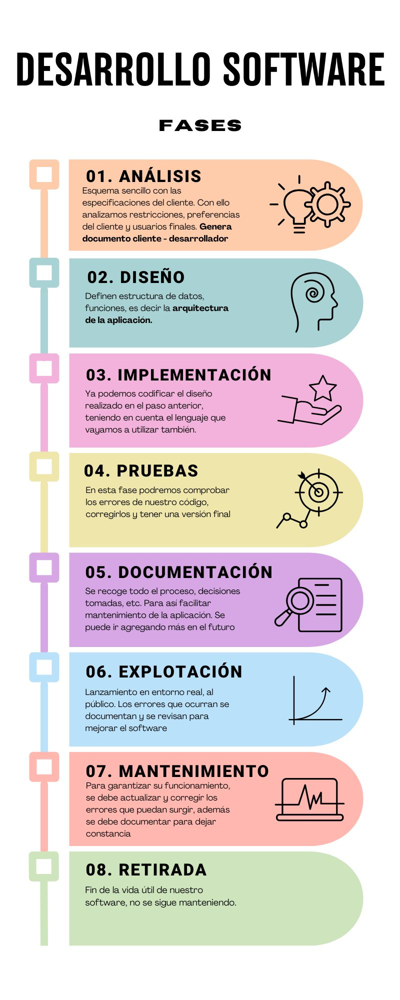 DESARROLLO SOFTWARE
FASES
01. ANÁLISIS
Esquema sencillo con las
especificaciones del cliente. Con ello
analizamos restricciones, preferencias
del cliente y usuarios finales. Genera
documento cliente - desarrollador
02. DISEÑO
Definen estructura de datos,
funciones, es decir la arquitectura
de la aplicación.
03. IMPLEMENTACIÓN
Ya podemos codificar el diseño
realizado en el paso anterior,
teniendo en cuenta el lenguaje que
vayamos a utilizar también.
04. PRUEBAS
En esta fase podremos comprobar
los errores de nuestro código,
corregirlos y tener una versión final
05. DOCUMENTACIÓN
Se recoge todo el proceso, decisiones
tomadas, etc. Para así facilitar
mantenimiento de la aplicación. Se
puede ir agregando más en el futuro
06. EXPLOTACIÓN
Lanzamiento en entorno real, al
público. Los errores que ocurran se
documentan y se revisan para
mejorar el software
07. MANTENIMIENTO
Para garantizar su funcionamiento,
se debe actualizar y corregir los
errores que puedan surgir, además
se debe documentar para dejar
constancia
08. RETIRADA
Fin de la vida útil de nuestro
software, no se sigue manteniendo.